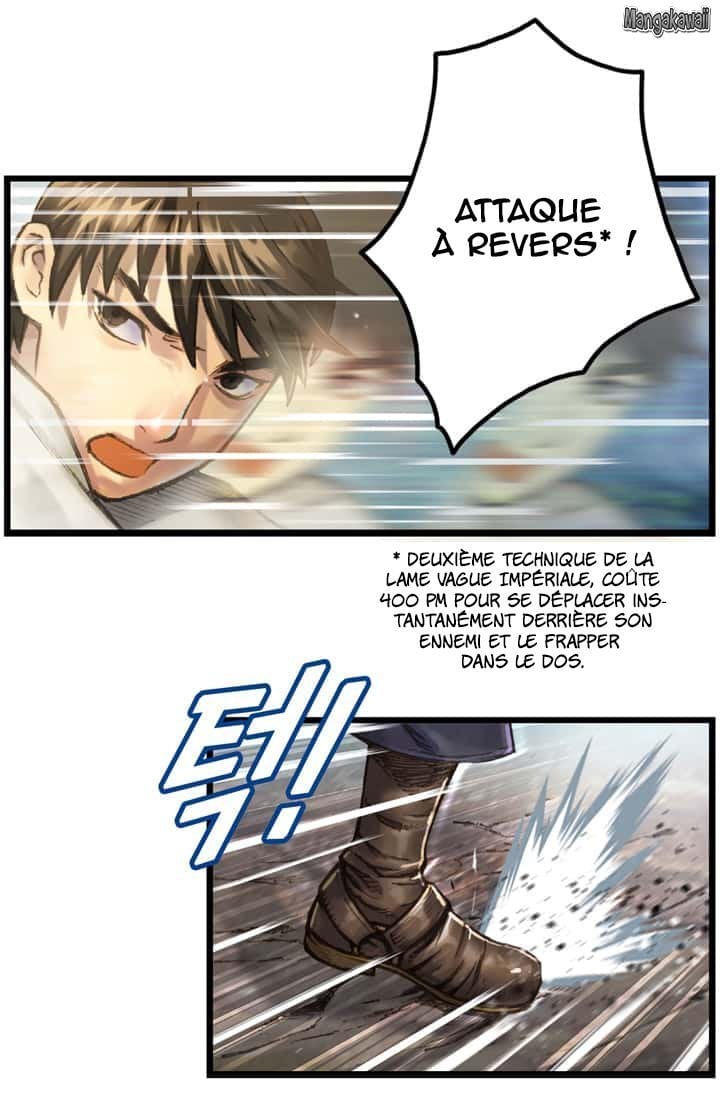 Mangakawaii
ATTAQUE
À REVERS* !
* DEUXIÈME TECHNIQUE DE LA
LAME VAGUE IMPÉRIALE, COÛTE
400 PM POUR SE DÉPLACER INS-
TANTANÉMENT DERRIÈRE SON
ENNEMI ET LE FRAPPER
DANS LE DOS.
턱!